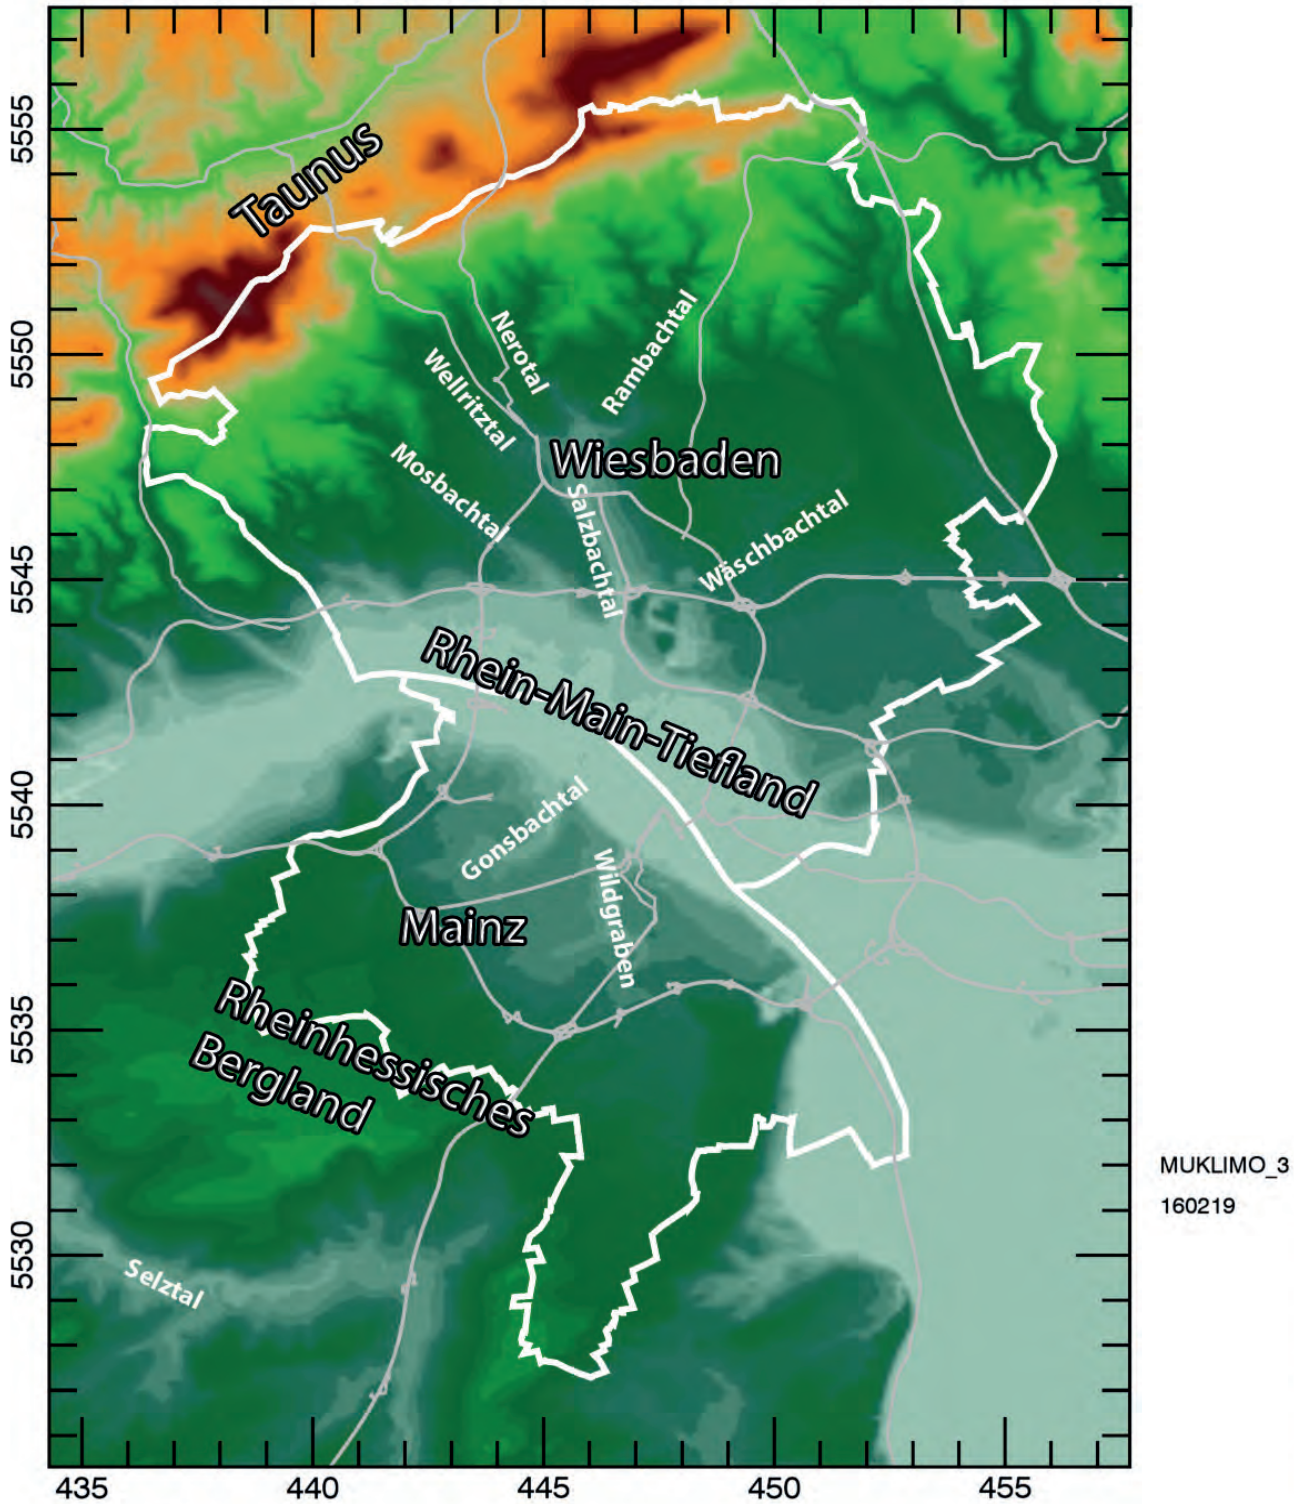 5555
Taunus
5550
Nerotal
Rambachtal
Wellritztal
Wiesbaden
Mosbachtal
Salzbachtal
Wäschbachtal
5545
Rhein-Main-Tiefland
5540
Gonsbachtal
Wildgraben
Mainz
5535
Rheinhessisches
Bergland
MUKLIMO_3
160219
5530
Selztal
435 440 445 450 455